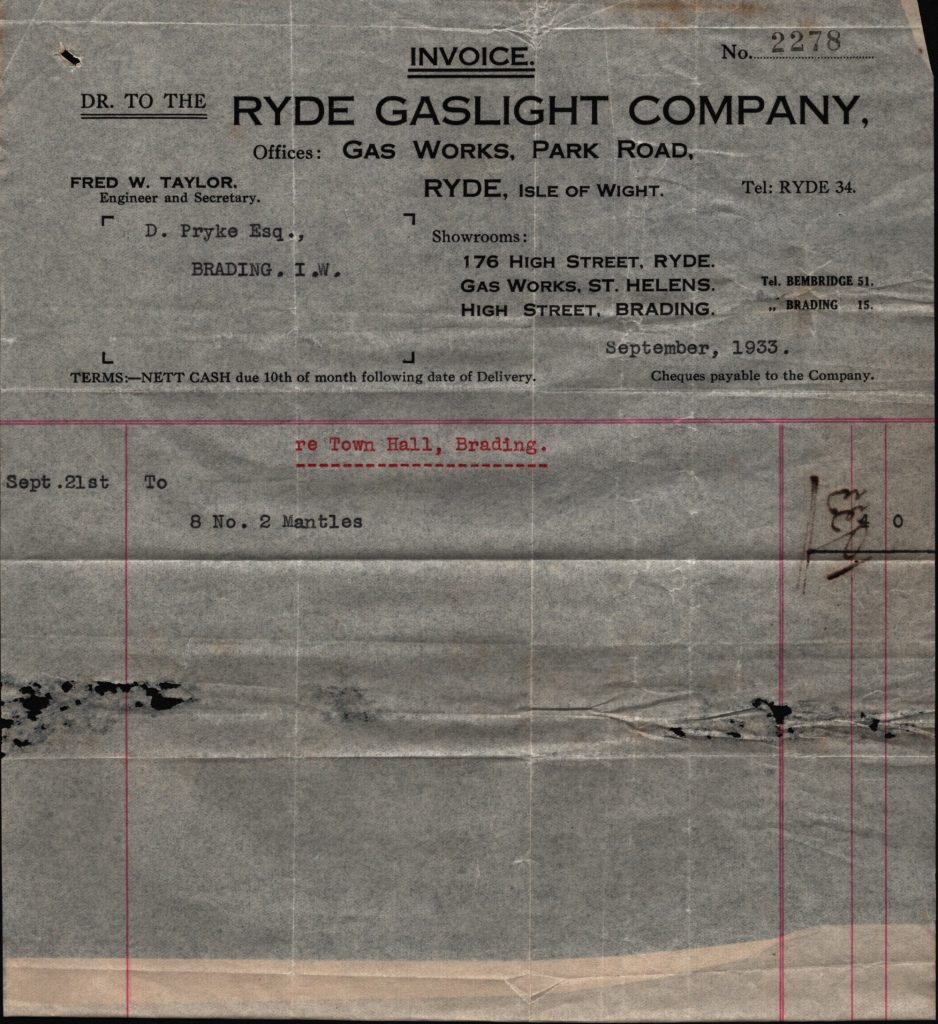 INVOICE.
No. 2278
DR. TO THE RYDE GASLIGHT COMPANY,
Offices: GAS WORKS, PARK ROAD,
FRED W. TAYLOR,
Engineer and Secretary.
RYDE, ISLE OF WIGHT.
Tel: RYDE 34.
D. Pryke Esq.,
BRADING. I.W.
Showrooms:
176 HIGH STREET, RYDE.
GAS WORKS, ST. HELENS. Tel. BEMBRIDGE 51.
HIGH STREET, BRADING. „ BRADING 15.
September, 1933.
TERMS:—NETT CASH due 10th of month following date of Delivery.
Cheques payable to the Company.
re Town Hall, Brading.
Sept.21st To
8 No. 2 Mantles 4 0